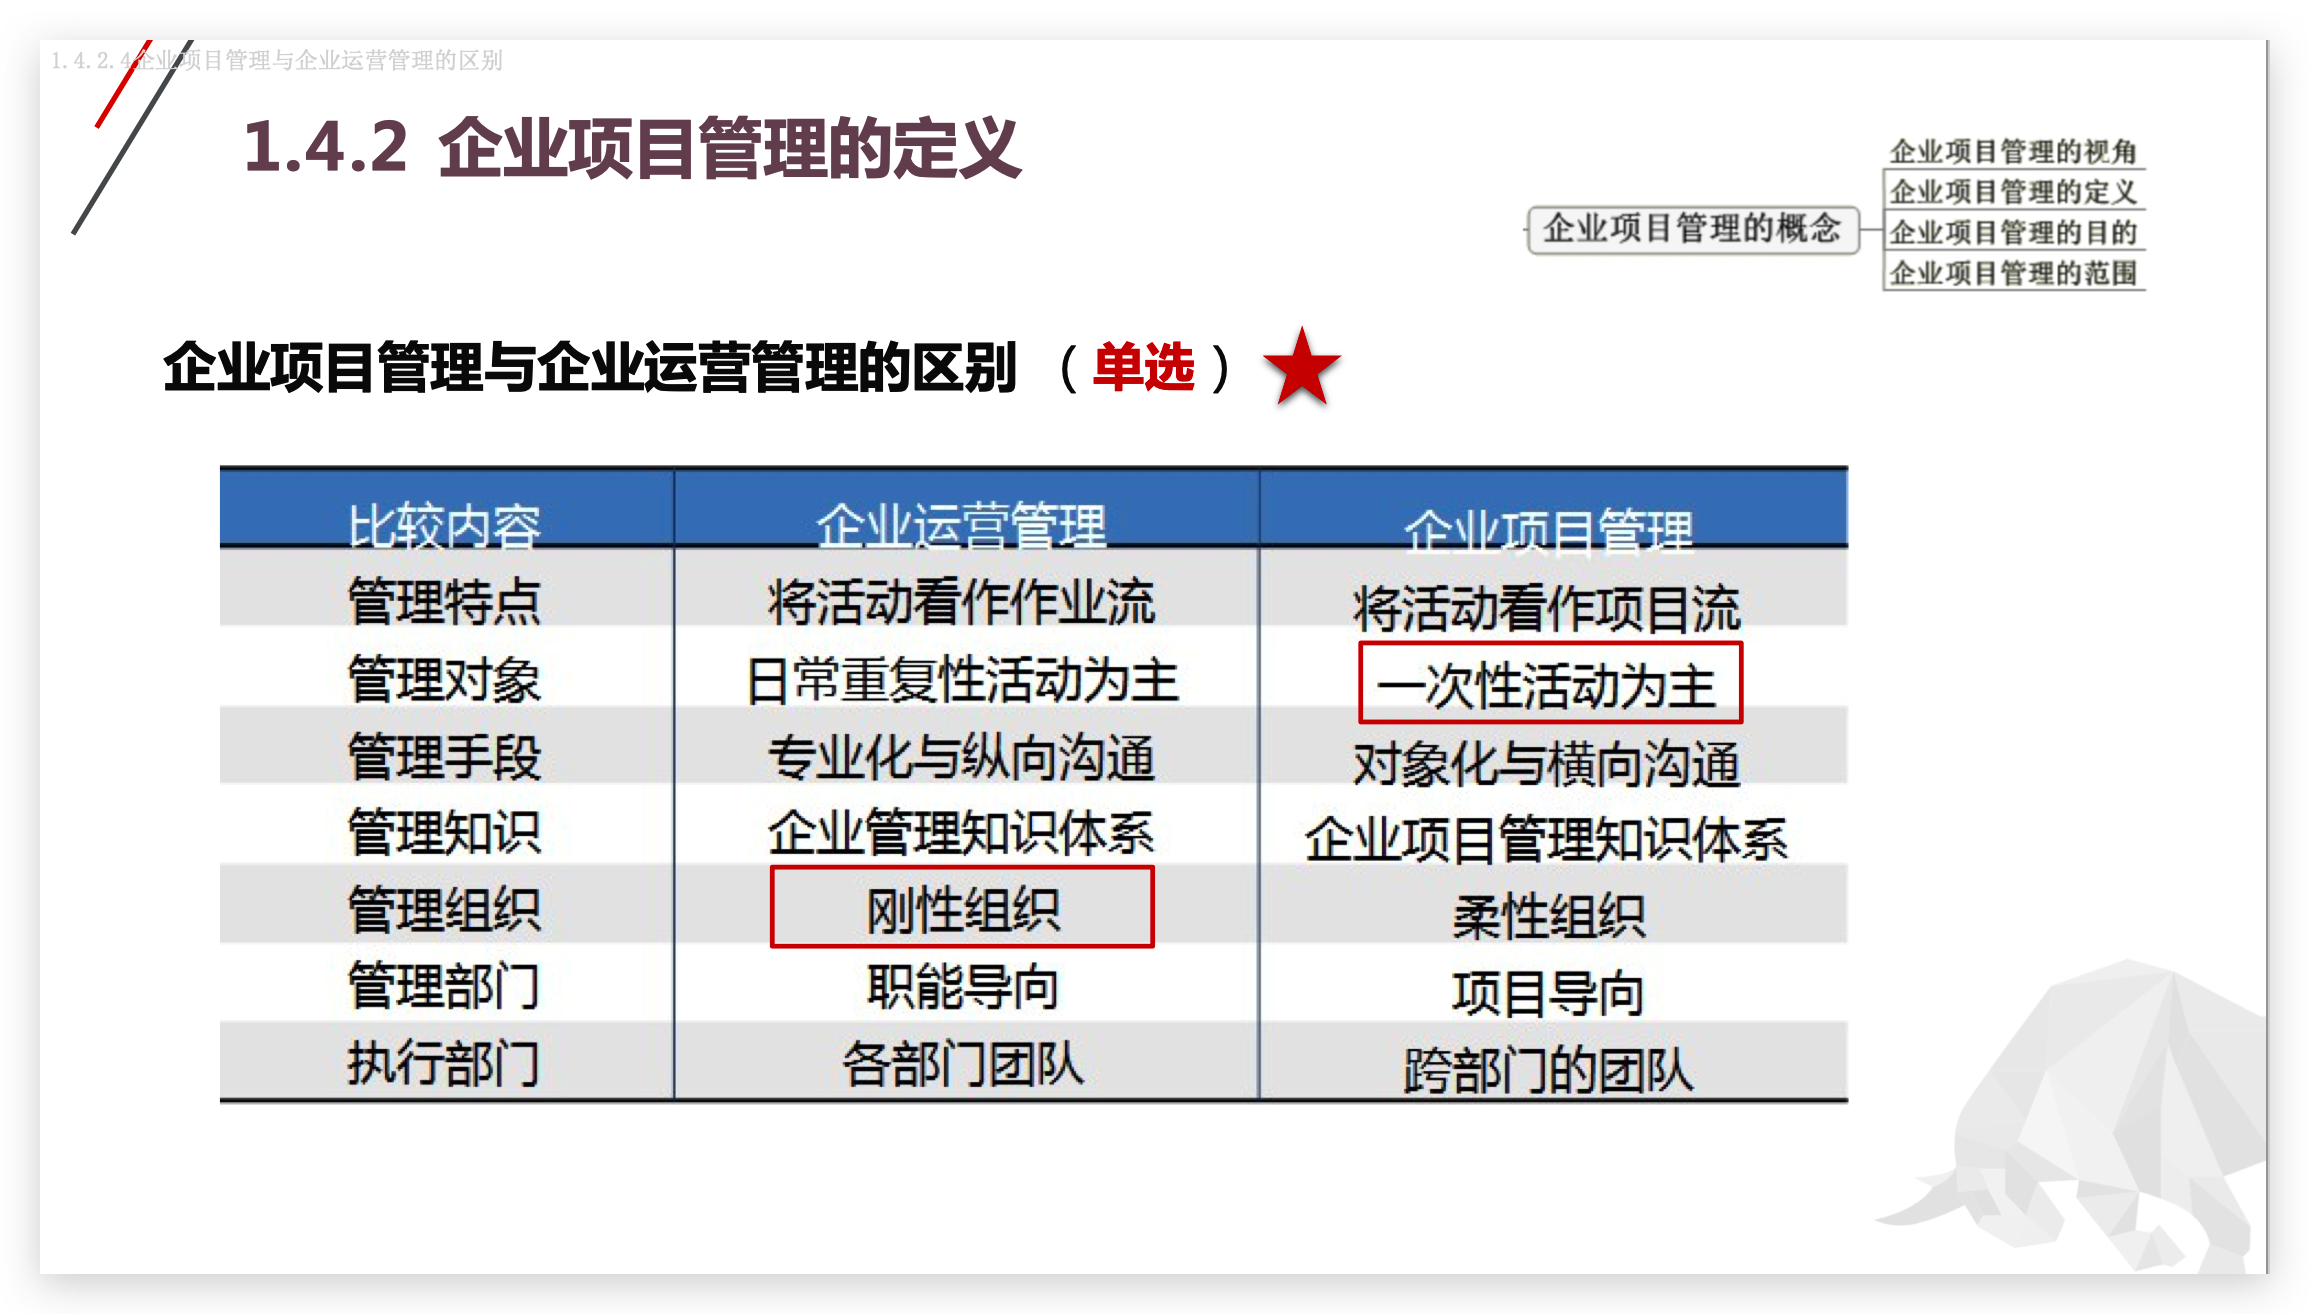 1.4.2.4企业项目管理与企业运营管理的区别
1.4.2 企业项目管理的定义
企业项目管理的概念
企业项目管理的视角
企业项目管理的定义
企业项目管理的目的
企业项目管理的范围
企业项目管理与企业运营管理的区别 （单选）
比较内容 企业运营管理 企业项目管理
管理特点 将活动看作作业流 将活动看作项目流
管理对象 日常重复性活动为主 一次性活动为主
管理手段 专业化与纵向沟通 对象化与横向沟通
管理知识 企业管理知识体系 企业项目管理知识体系
管理组织 刚性组织 柔性组织
管理部门 职能导向 项目导向
执行部门 各部门团队 跨部门的团队